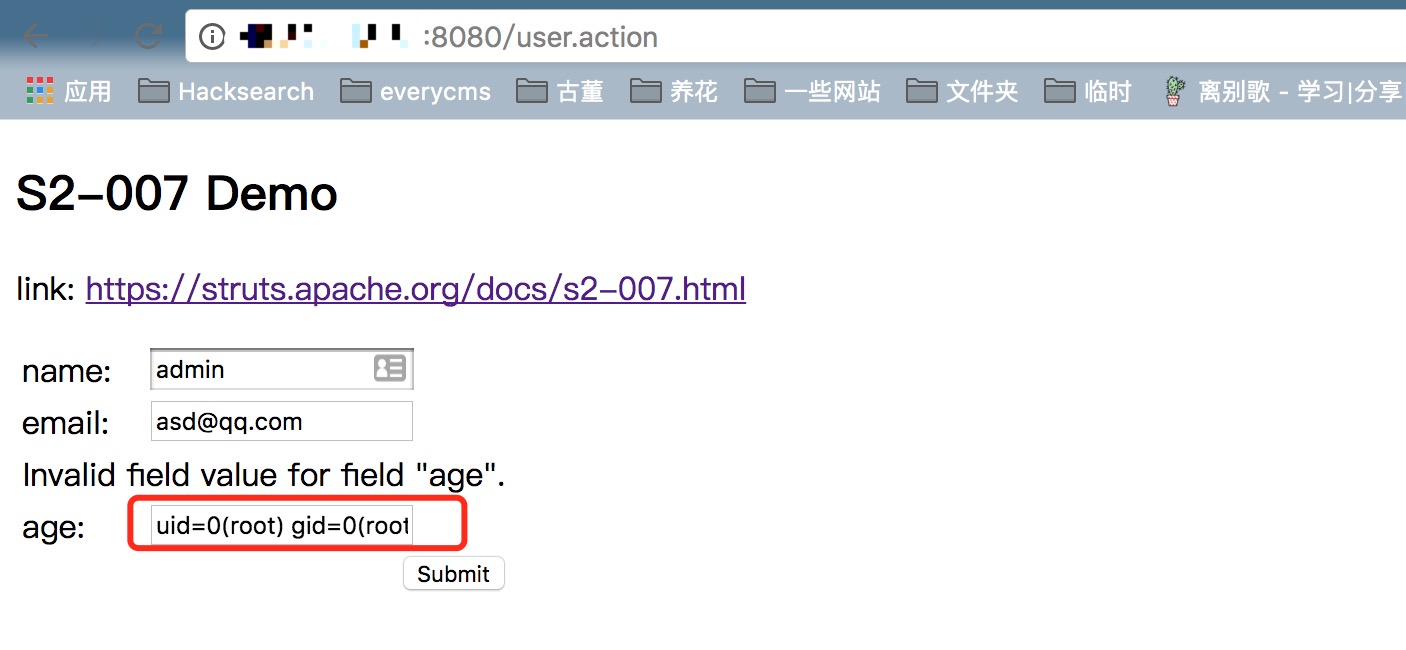 :8080/user.action
应用 Hacksearch everycms 古董 养花 一些网站 文件夹 临时 离别歌 - 学习|分享
S2-007 Demo
link: https://struts.apache.org/docs/s2-007.html
name: admin
email: asd@qq.com
Invalid field value for field "age".
age: uid=0(root) gid=0(root
Submit